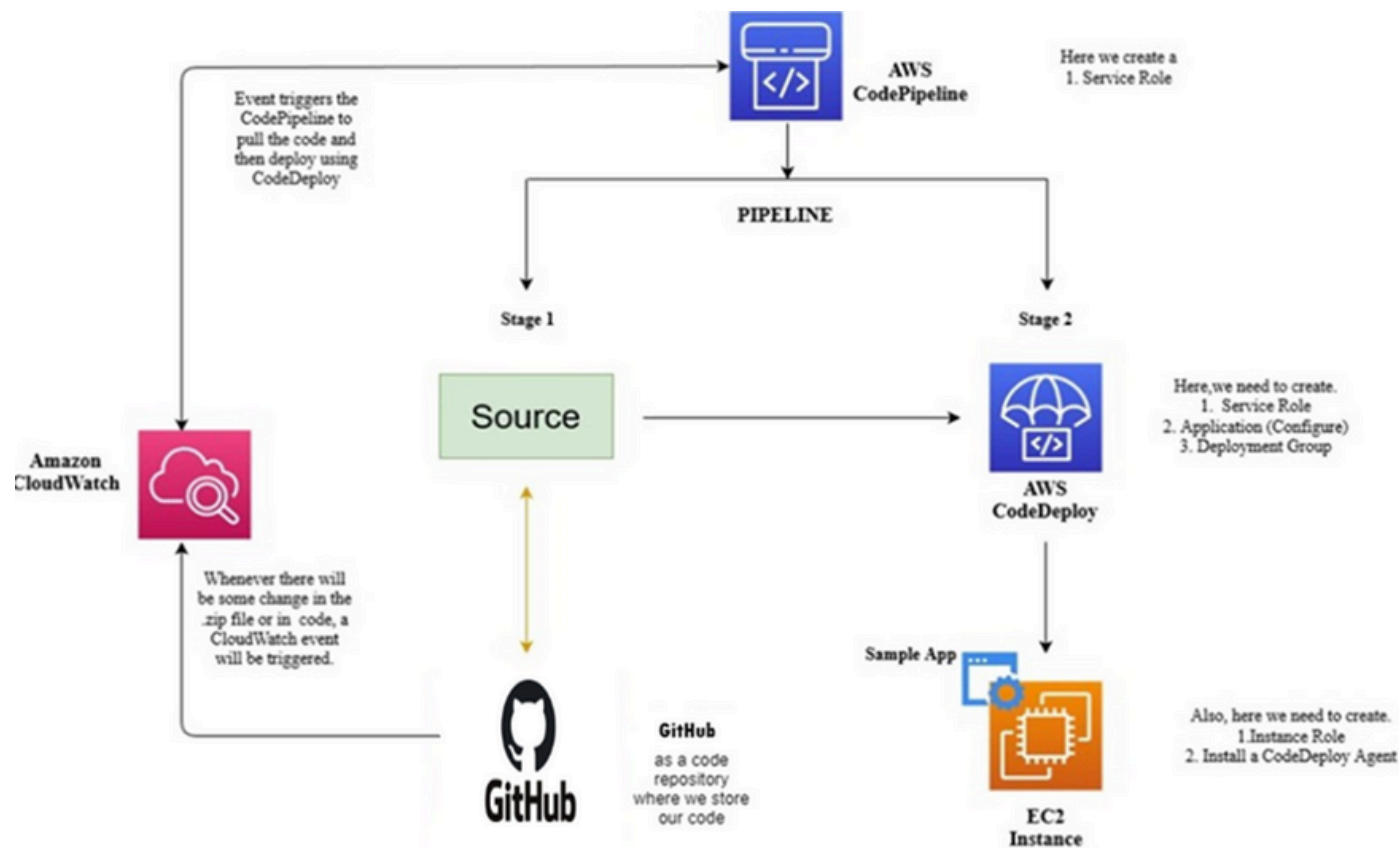 AWS
CodePipeline
Here we create a
1. Service Role
Event triggers the
CodePipeline to
pull the code and
then deploy using
CodeDeploy
PIPELINE
Stage 1
Stage 2
Source
Amazon
CloudWatch
Here,we need to create.
1. Service Role
2. Application (Configure)
3. Deployment Group
AWS
CodeDeploy
Whenever there will
be some change in the
.zip file or in code, a
CloudWatch event
will be triggered.
Sample App
GitHub
GitHub
as a code
repository
where we store
our code
Also, here we need to create.
1.Instance Role
2. Install a CodeDeploy Agent
EC2
Instance